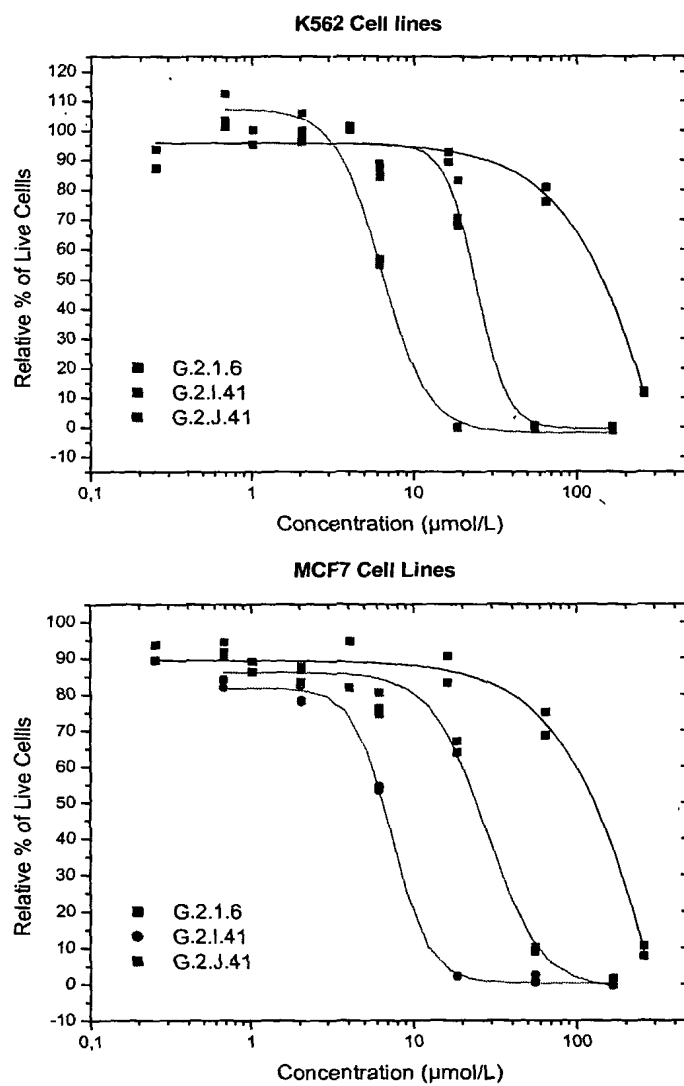 K562 Cell lines
Relative % of Live Cellls
120
110
100
90
80
70
60
50
40
30
20
10
0
-10
G.2.1.6
G.2.I.41
G.2.J.41
0,1
1
10
100
Concentration (µmol/L)
MCF7 Cell Lines
Relative % of Live Cellls
100
90
80
70
60
50
40
30
20
10
0
-10
G.2.1.6
G.2.I.41
G.2.J.41
0,1
1
10
100
Concentration (µmol/L)